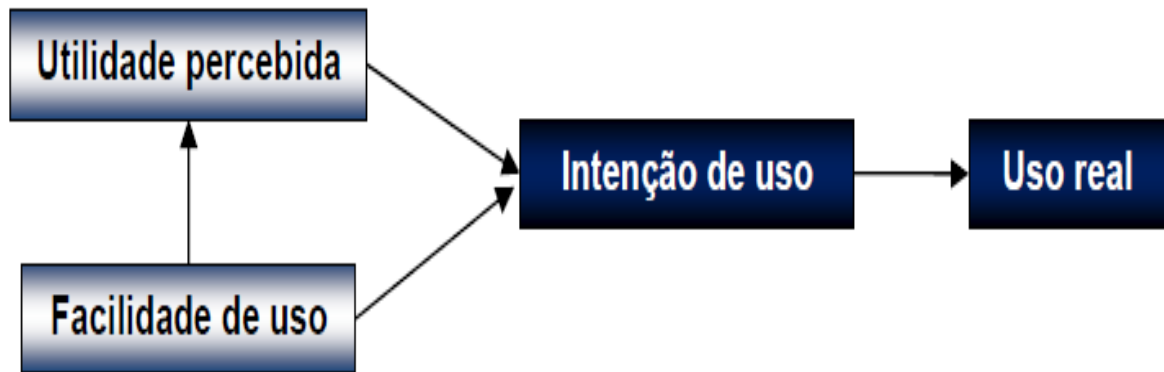 Utilidade percebida
Intenção de uso
Uso real
Facilidade de uso